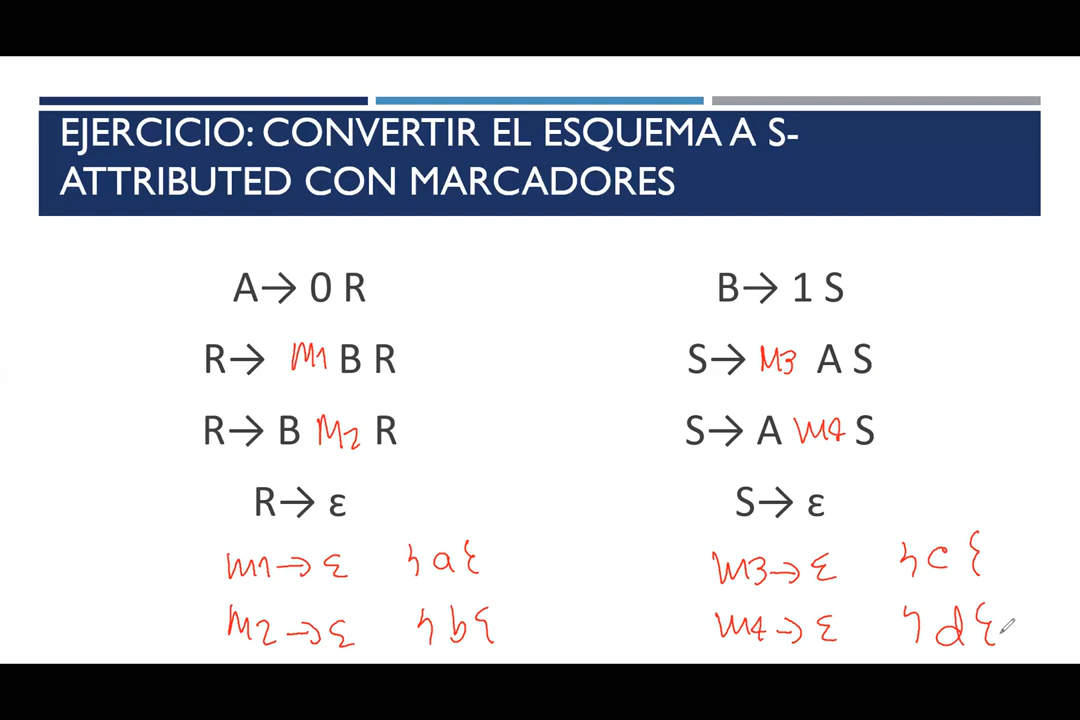 EJERCICIO: CONVERTIR EL ESQUEMA A S-
ATTRIBUTED CON MARCADORES
A→ 0 R
R→ M1 B R
R→ B M2 R
R→ ε
M1→ε {a}
M2→ε {b}
B→ 1 S
S→ M3 A S
S→ A M4 S
S→ ε
M3→ε {c}
M4→ε {d}